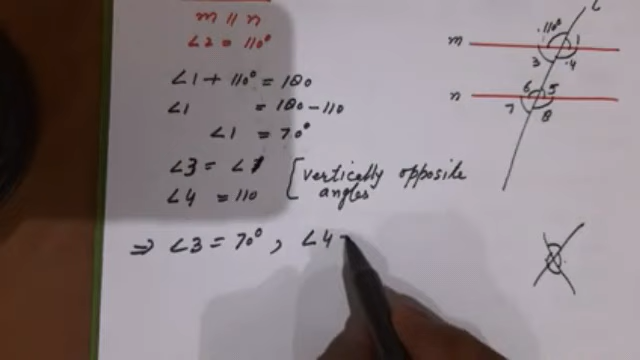 m || n
∠2 = 110°
∠1 + 110° = 180
∠1 = 180 - 110
∠1 = 70°
∠3 = ∠1
∠4 = 110
[vertically opposite
angles
⇒ ∠3 = 70°, ∠4 -
l
110°
1
m
3
4
n
6
5
7
8